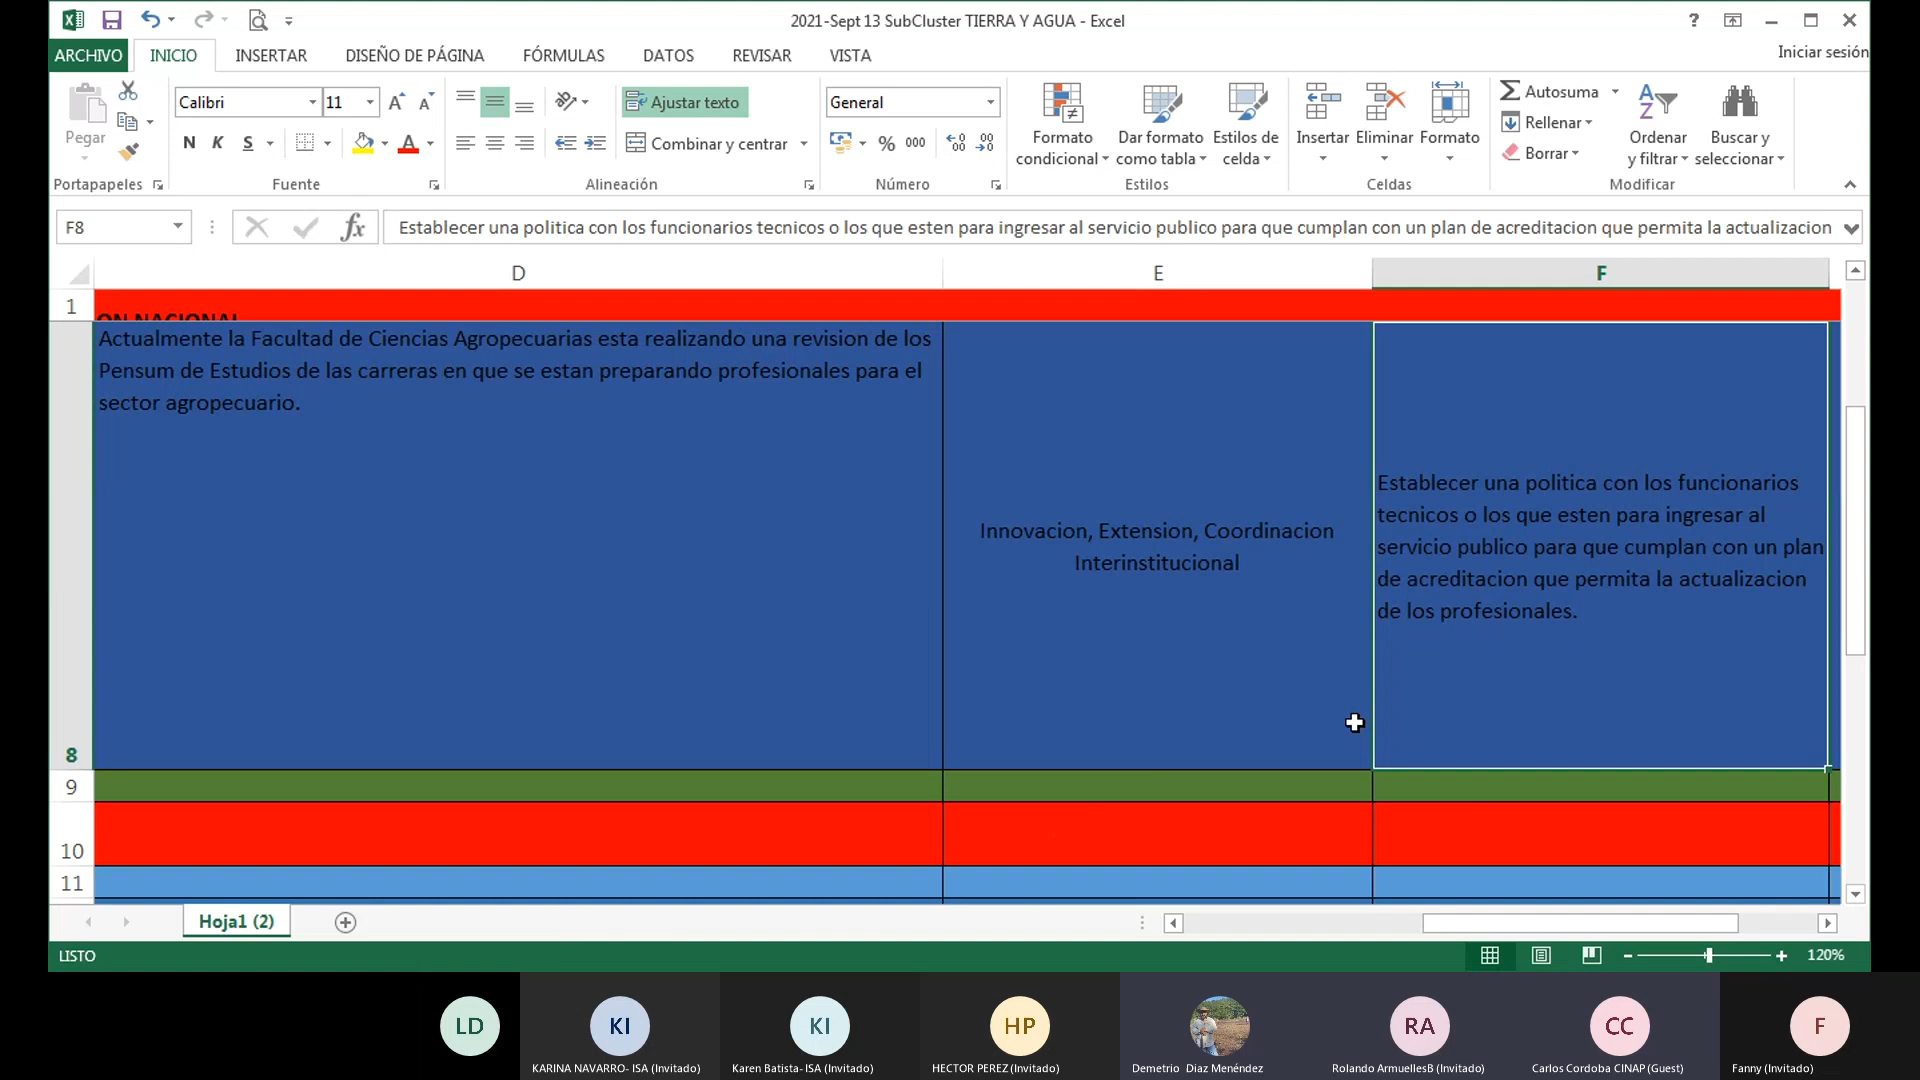 2021-Sept 13 SubCluster TIERRA Y AGUA - Excel
?
ARCHIVO
INICIO
INSERTAR
DISEÑO DE PÁGINA
FÓRMULAS
DATOS
REVISAR
VISTA
Iniciar sesión
Pegar
Portapapeles
Calibri
11
N K S
Fuente
Ajustar texto
Combinar y centrar
Alineación
General
% 000
Número
Formato
condicional
Dar formato
como tabla
Estilos de
celda
Estilos
Insertar
Eliminar
Formato
Celdas
Autosuma
Rellenar
Borrar
Ordenar
y filtrar
Buscar y
seleccionar
Modificar
F8
fx
Establecer una politica con los funcionarios tecnicos o los que esten para ingresar al servicio publico para que cumplan con un plan de acreditacion que permita la actualizacion
D
E
F
1
ON NACIONAL
Actualmente la Facultad de Ciencias Agropecuarias esta realizando una revision de los
Pensum de Estudios de las carreras en que se estan preparando profesionales para el
sector agropecuario.
Innovacion, Extension, Coordinacion
Interinstitucional
Establecer una politica con los funcionarios
tecnicos o los que esten para ingresar al
servicio publico para que cumplan con un plan
de acreditacion que permita la actualizacion
de los profesionales.
8
9
10
11
Hoja1 (2)
LISTO
120%
LD
KI
KARINA NAVARRO- ISA (Invitado)
KI
Karen Batista- ISA (Invitado)
HP
HECTOR PEREZ (Invitado)
Demetrio Diaz Menéndez
RA
Rolando ArmuellesB (Invitado)
CC
Carlos Cordoba CINAP (Guest)
F
Fanny (Invitado)